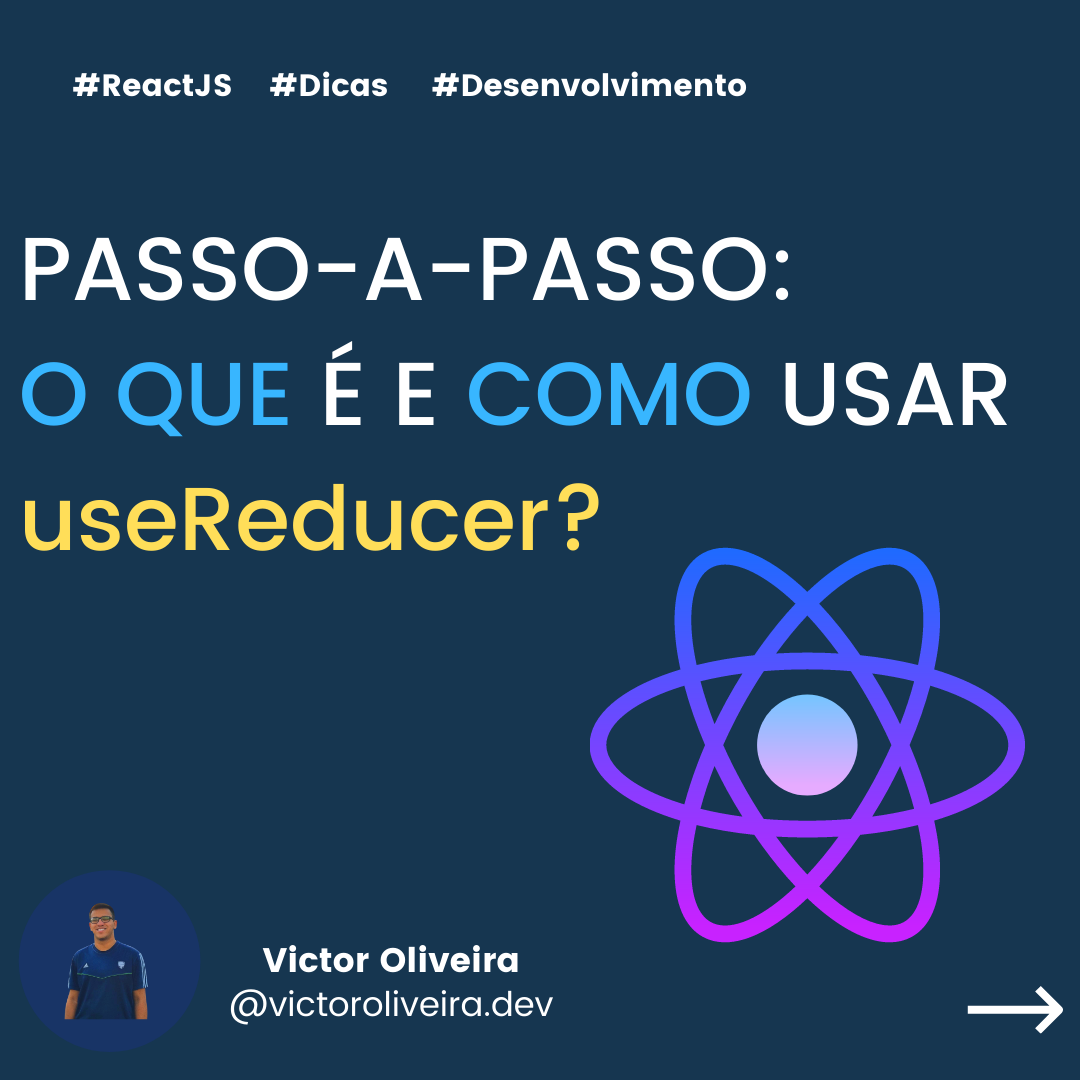 #ReactJS #Dicas #Desenvolvimento
PASSO-A-PASSO:
O QUE É E COMO USAR
useReducer?
Victor Oliveira
@victoroliveira.dev